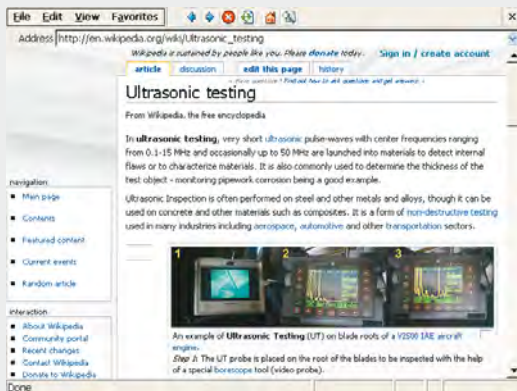 File Edit View Favorites
Address http://en.wikipedia.org/wiki/Ultrasonic_testing
Wikipedia is sustained by people like you. Please donate today. Sign in / create account
article discussion edit this page history
Ultrasonic testing
From Wikipedia, the free encyclopedia
In ultrasonic testing, very short ultrasonic pulse-waves with center frequencies ranging
from 0.1-15 MHz and occasionally up to 50 MHz are launched into materials to detect internal
flaws or to characterize materials. It is also commonly used to determine the thickness of the
test object - monitoring pipework corrosion being a good example.
Ultrasonic Inspection is often performed on steel and other metals and alloys, though it can be
used on concrete and other materials such as composites. It is a form of non-destructive testing
used in many industries including aerospace, automotive and other transportation sectors.
navigation
Main page
Contents
Featured content
Current events
Random article
interaction
About Wikipedia
Community portal
Recent changes
Contact Wikipedia
Donate to Wikipedia
1 2 3
An example of Ultrasonic Testing (UT) on blade roots of a V2500 IAE aircraft
engine.
Step 1: The UT probe is placed on the root of the blades to be inspected with the help
of a special borescope tool (video probe).
Done